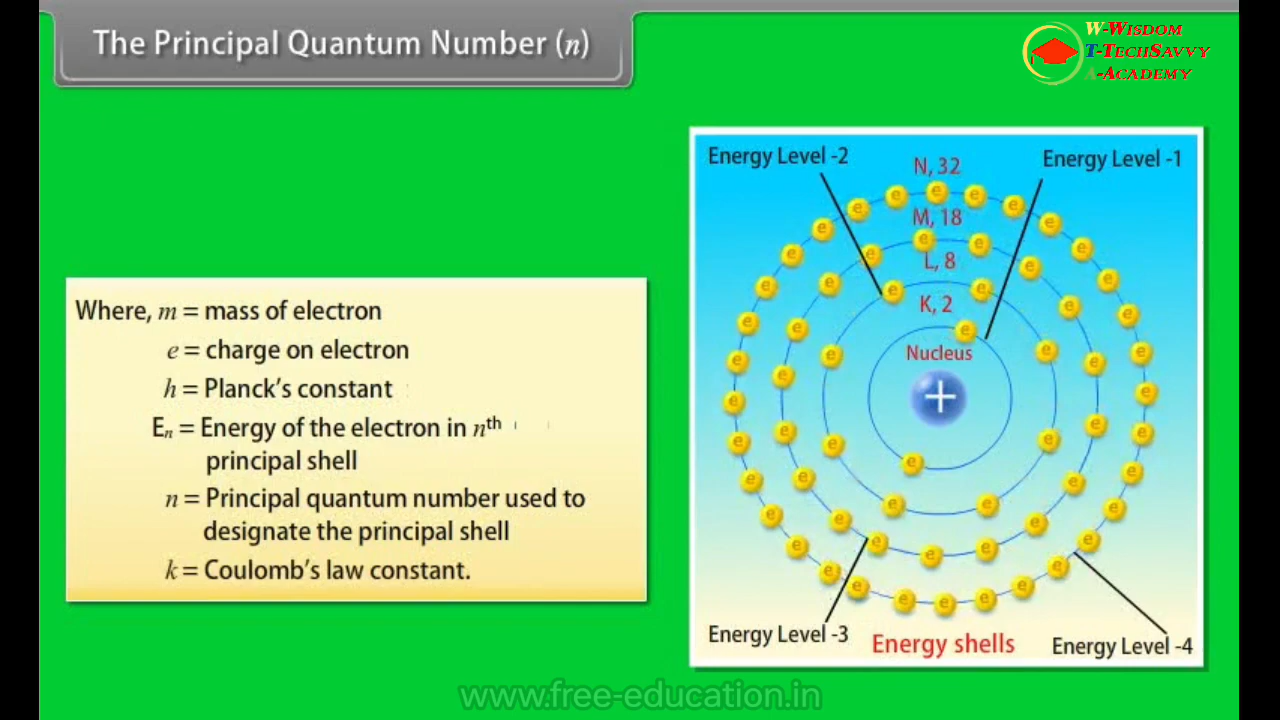 The Principal Quantum Number (n)
W-Wisdom
T-TechSavvy
A-Academy
Where, m = mass of electron
e = charge on electron
h = Planck's constant
Eₙ = Energy of the electron in nᵗʰ
principal shell
n = Principal quantum number used to
designate the principal shell
k = Coulomb's law constant.
Energy Level -2
Energy Level -1
N, 32
M, 18
L, 8
K, 2
Nucleus
+
Energy Level -3
Energy shells
Energy Level -4
www.free-education.in